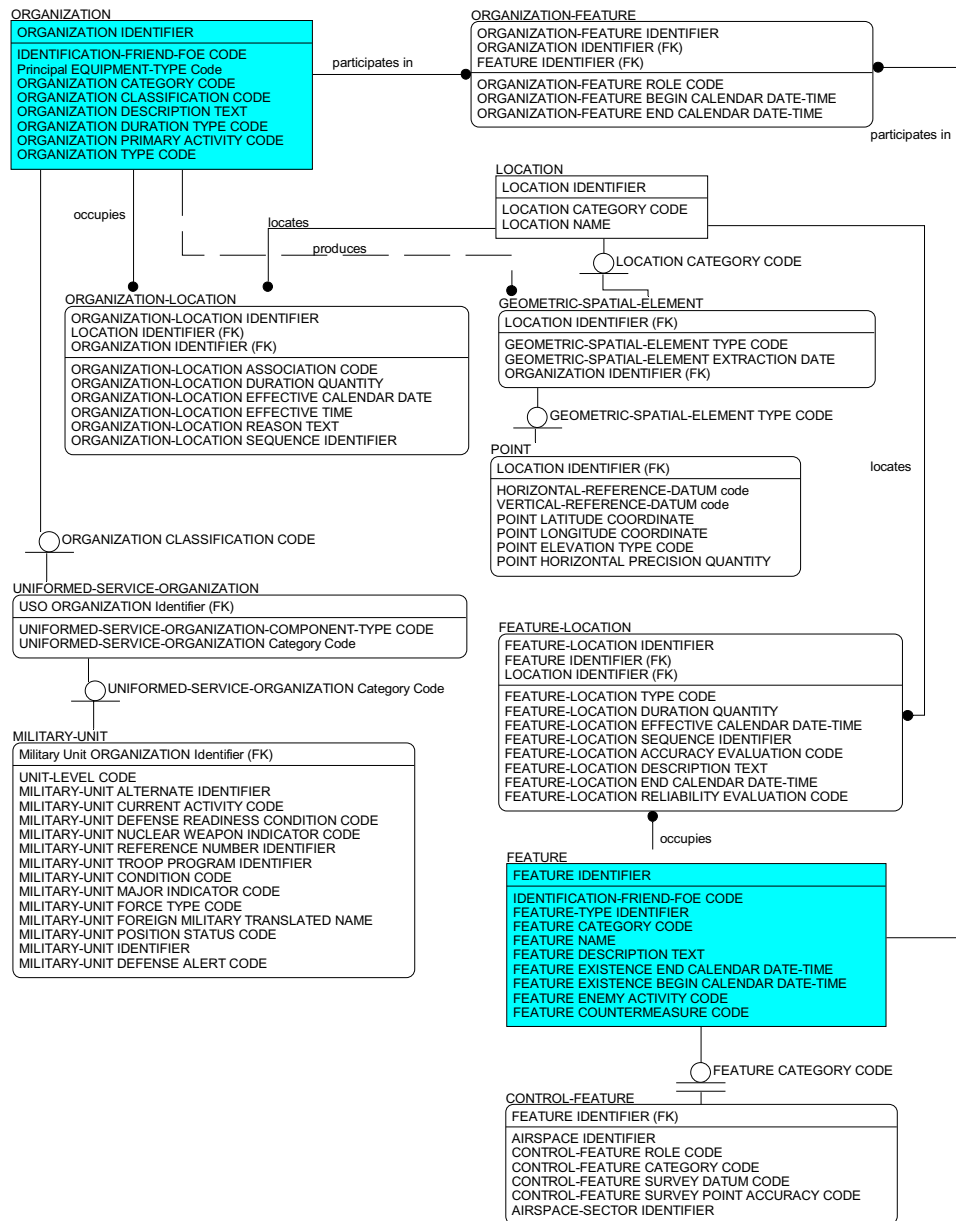 ORGANIZATION
ORGANIZATION IDENTIFIER
IDENTIFICATION-FRIEND-FOE CODE
Principal EQUIPMENT-TYPE Code
ORGANIZATION CATEGORY CODE
ORGANIZATION CLASSIFICATION CODE
ORGANIZATION DESCRIPTION TEXT
ORGANIZATION DURATION TYPE CODE
ORGANIZATION PRIMARY ACTIVITY CODE
ORGANIZATION TYPE CODE
participates in
ORGANIZATION-FEATURE
ORGANIZATION-FEATURE IDENTIFIER
ORGANIZATION IDENTIFIER (FK)
FEATURE IDENTIFIER (FK)
ORGANIZATION-FEATURE ROLE CODE
ORGANIZATION-FEATURE BEGIN CALENDAR DATE-TIME
ORGANIZATION-FEATURE END CALENDAR DATE-TIME
participates in
LOCATION
LOCATION IDENTIFIER
LOCATION CATEGORY CODE
LOCATION NAME
occupies
locates
produces
LOCATION CATEGORY CODE
ORGANIZATION-LOCATION
ORGANIZATION-LOCATION IDENTIFIER
LOCATION IDENTIFIER (FK)
ORGANIZATION IDENTIFIER (FK)
ORGANIZATION-LOCATION ASSOCIATION CODE
ORGANIZATION-LOCATION DURATION QUANTITY
ORGANIZATION-LOCATION EFFECTIVE CALENDAR DATE
ORGANIZATION-LOCATION EFFECTIVE TIME
ORGANIZATION-LOCATION REASON TEXT
ORGANIZATION-LOCATION SEQUENCE IDENTIFIER
GEOMETRIC-SPATIAL-ELEMENT
LOCATION IDENTIFIER (FK)
GEOMETRIC-SPATIAL-ELEMENT TYPE CODE
GEOMETRIC-SPATIAL-ELEMENT EXTRACTION DATE
ORGANIZATION IDENTIFIER (FK)
GEOMETRIC-SPATIAL-ELEMENT TYPE CODE
POINT
LOCATION IDENTIFIER (FK)
HORIZONTAL-REFERENCE-DATUM code
VERTICAL-REFERENCE-DATUM code
POINT LATITUDE COORDINATE
POINT LONGITUDE COORDINATE
POINT ELEVATION TYPE CODE
POINT HORIZONTAL PRECISION QUANTITY
locates
ORGANIZATION CLASSIFICATION CODE
UNIFORMED-SERVICE-ORGANIZATION
USO ORGANIZATION Identifier (FK)
UNIFORMED-SERVICE-ORGANIZATION-COMPONENT-TYPE CODE
UNIFORMED-SERVICE-ORGANIZATION Category Code
UNIFORMED-SERVICE-ORGANIZATION Category Code
MILITARY-UNIT
Military Unit ORGANIZATION Identifier (FK)
UNIT-LEVEL CODE
MILITARY-UNIT ALTERNATE IDENTIFIER
MILITARY-UNIT CURRENT ACTIVITY CODE
MILITARY-UNIT DEFENSE READINESS CONDITION CODE
MILITARY-UNIT NUCLEAR WEAPON INDICATOR CODE
MILITARY-UNIT REFERENCE NUMBER IDENTIFIER
MILITARY-UNIT TROOP PROGRAM IDENTIFIER
MILITARY-UNIT CONDITION CODE
MILITARY-UNIT MAJOR INDICATOR CODE
MILITARY-UNIT FORCE TYPE CODE
MILITARY-UNIT FOREIGN MILITARY TRANSLATED NAME
MILITARY-UNIT POSITION STATUS CODE
MILITARY-UNIT IDENTIFIER
MILITARY-UNIT DEFENSE ALERT CODE
FEATURE-LOCATION
FEATURE-LOCATION IDENTIFIER
FEATURE IDENTIFIER (FK)
LOCATION IDENTIFIER (FK)
FEATURE-LOCATION TYPE CODE
FEATURE-LOCATION DURATION QUANTITY
FEATURE-LOCATION EFFECTIVE CALENDAR DATE-TIME
FEATURE-LOCATION SEQUENCE IDENTIFIER
FEATURE-LOCATION ACCURACY EVALUATION CODE
FEATURE-LOCATION DESCRIPTION TEXT
FEATURE-LOCATION END CALENDAR DATE-TIME
FEATURE-LOCATION RELIABILITY EVALUATION CODE
occupies
FEATURE
FEATURE IDENTIFIER
IDENTIFICATION-FRIEND-FOE CODE
FEATURE-TYPE IDENTIFIER
FEATURE CATEGORY CODE
FEATURE NAME
FEATURE DESCRIPTION TEXT
FEATURE EXISTENCE END CALENDAR DATE-TIME
FEATURE EXISTENCE BEGIN CALENDAR DATE-TIME
FEATURE ENEMY ACTIVITY CODE
FEATURE COUNTERMEASURE CODE
FEATURE CATEGORY CODE
CONTROL-FEATURE
FEATURE IDENTIFIER (FK)
AIRSPACE IDENTIFIER
CONTROL-FEATURE ROLE CODE
CONTROL-FEATURE CATEGORY CODE
CONTROL-FEATURE SURVEY DATUM CODE
CONTROL-FEATURE SURVEY POINT ACCURACY CODE
AIRSPACE-SECTOR IDENTIFIER